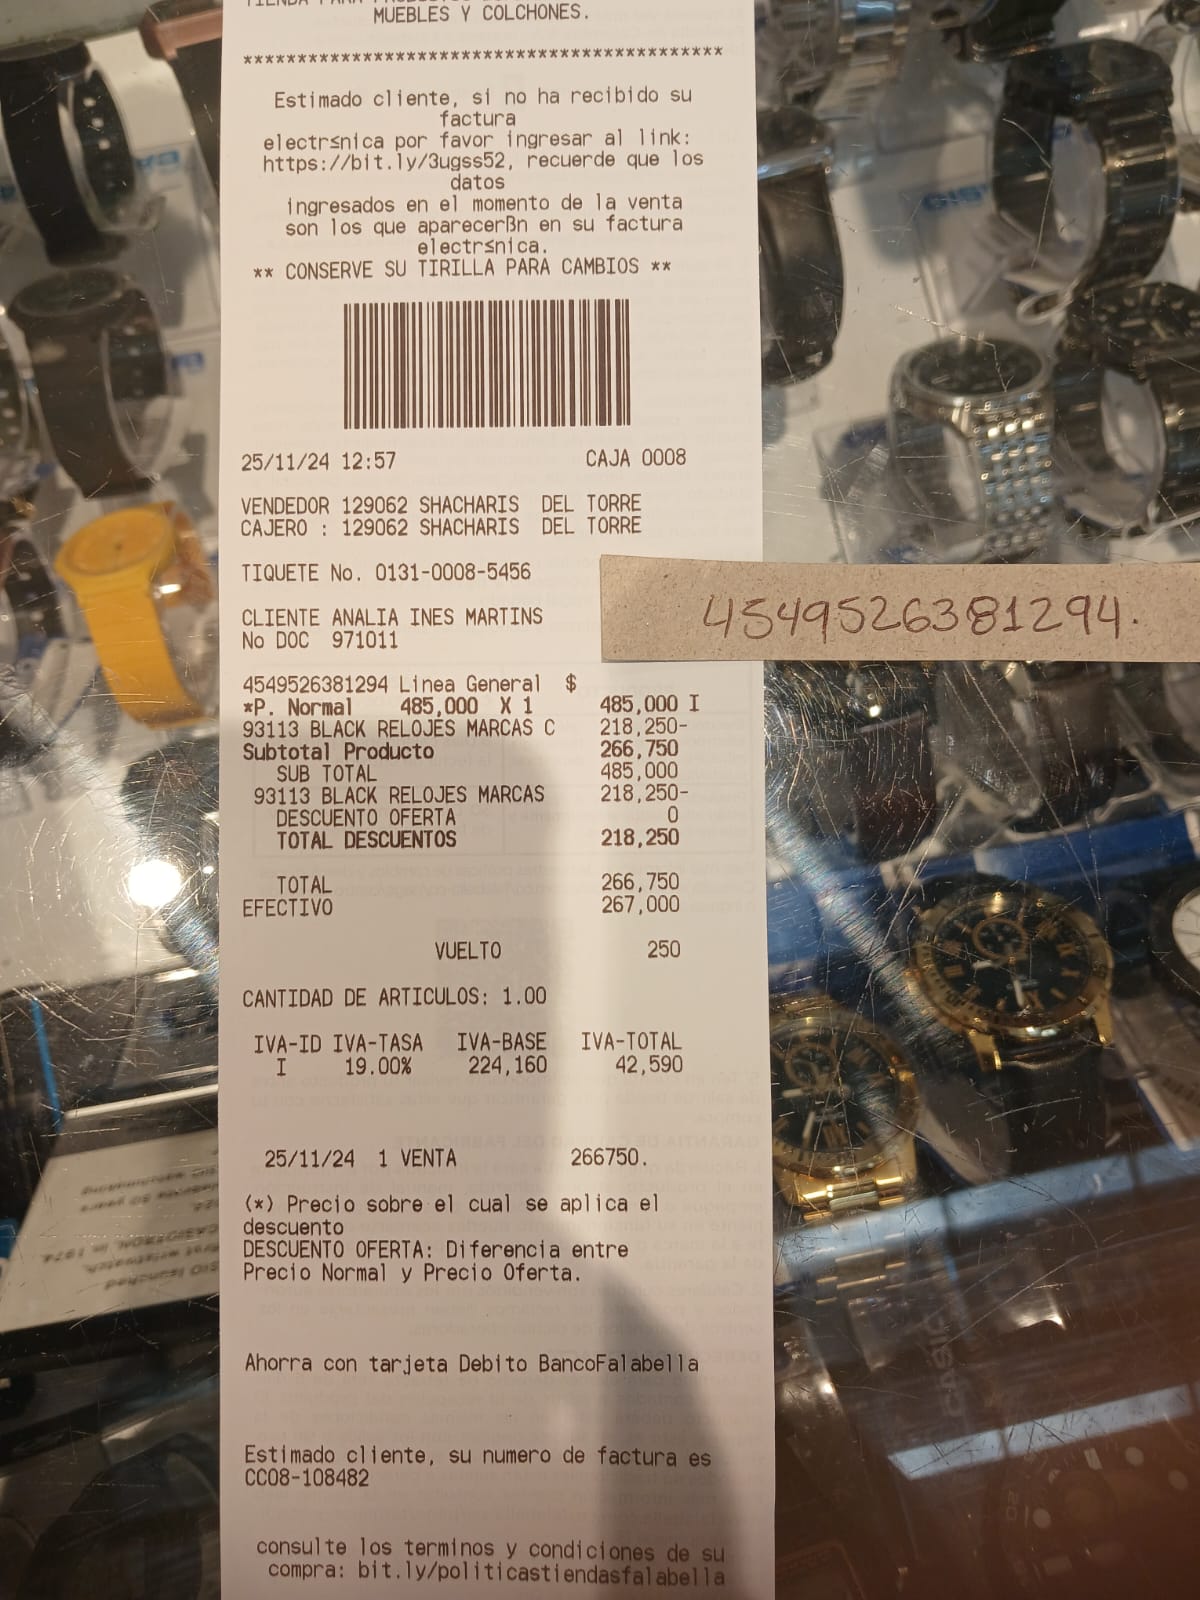 MUEBLES Y COLCHONES.
*******************************************
Estimado cliente, si no ha recibido su
factura
electr≤nica por favor ingresar al link:
https://bit.ly/3ugss52, recuerde que los
datos
ingresados en el momento de la venta
son los que aparecerßn en su factura
electr≤nica.
** CONSERVE SU TIRILLA PARA CAMBIOS **
25/11/24 12:57 CAJA 0008
VENDEDOR 129062 SHACHARIS DEL TORRE
CAJERO : 129062 SHACHARIS DEL TORRE
TIQUETE No. 0131-0008-5456
4549526381294.
CLIENTE ANALIA INES MARTINS
No DOC 971011
4549526381294 Linea General $
*P. Normal 485,000 X 1 485,000 I
93113 BLACK RELOJES MARCAS C 218,250-
Subtotal Producto 266,750
SUB TOTAL 485,000
93113 BLACK RELOJES MARCAS 218,250-
DESCUENTO OFERTA 0
TOTAL DESCUENTOS 218,250
TOTAL 266,750
EFECTIVO 267,000
VUELTO 250
CANTIDAD DE ARTICULOS: 1.00
IVA-ID IVA-TASA IVA-BASE IVA-TOTAL
I 19.00% 224,160 42,590
25/11/24 1 VENTA 266750.
(*) Precio sobre el cual se aplica el
descuento
DESCUENTO OFERTA: Diferencia entre
Precio Normal y Precio Oferta.
Ahorra con tarjeta Debito BancoFalabella
Estimado cliente, su numero de factura es
CC08-108482
consulte los terminos y condiciones de su
compra: bit.ly/politicastiendasfalabella
CASIO